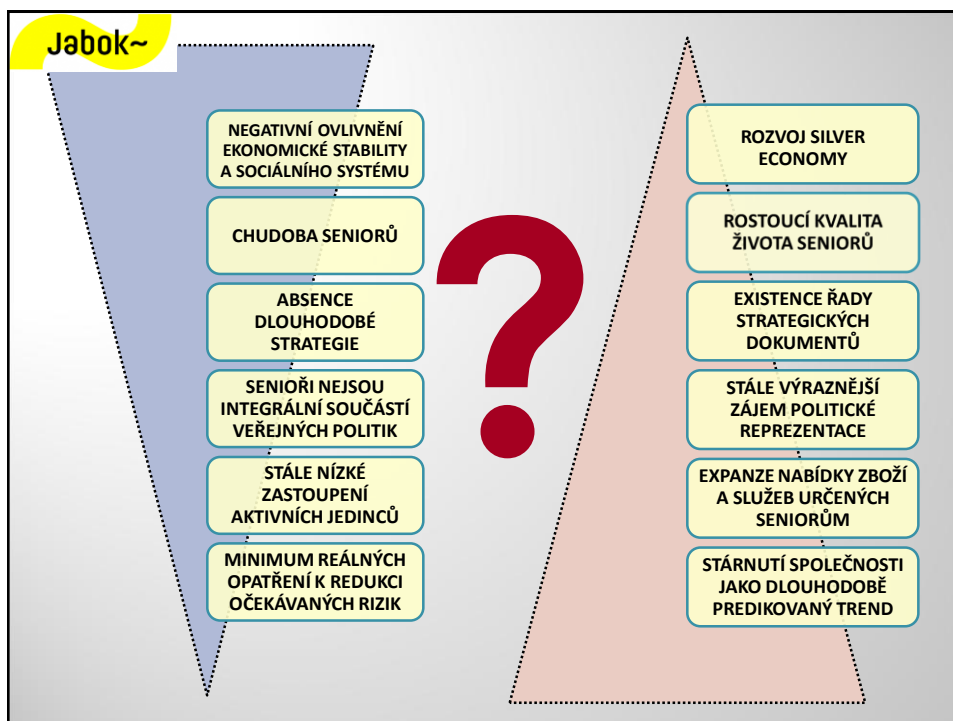 Jabok~
NEGATIVNÍ OVLIVNĚNÍ
EKONOMICKÉ STABILITY
A SOCIÁLNÍHO SYSTÉMU
CHUDOBA SENIORŮ
ABSENCE
DLOUHODOBÉ
STRATEGIE
SENIOŘI NEJSOU
INTEGRÁLNÍ SOUČÁSTÍ
VEŘEJNÝCH POLITIK
STÁLE NÍZKÉ
ZASTOUPENÍ
AKTIVNÍCH JEDINCŮ
MINIMUM REÁLNÝCH
OPATŘENÍ K REDUKCI
OČEKÁVANÝCH RIZIK
?
ROZVOJ SILVER
ECONOMY
ROSTOUCÍ KVALITA
ŽIVOTA SENIORŮ
EXISTENCE ŘADY
STRATEGICKÝCH
DOKUMENTŮ
STÁLE VÝRAZNĚJŠÍ
ZÁJEM POLITICKÉ
REPREZENTACE
EXPANZE NABÍDKY ZBOŽÍ
A SLUŽEB URČENÝCH
SENIORŮM
STÁRNUTÍ SPOLEČNOSTI
JAKO DLOUHODOBĚ
PREDIKOVANÝ TREND